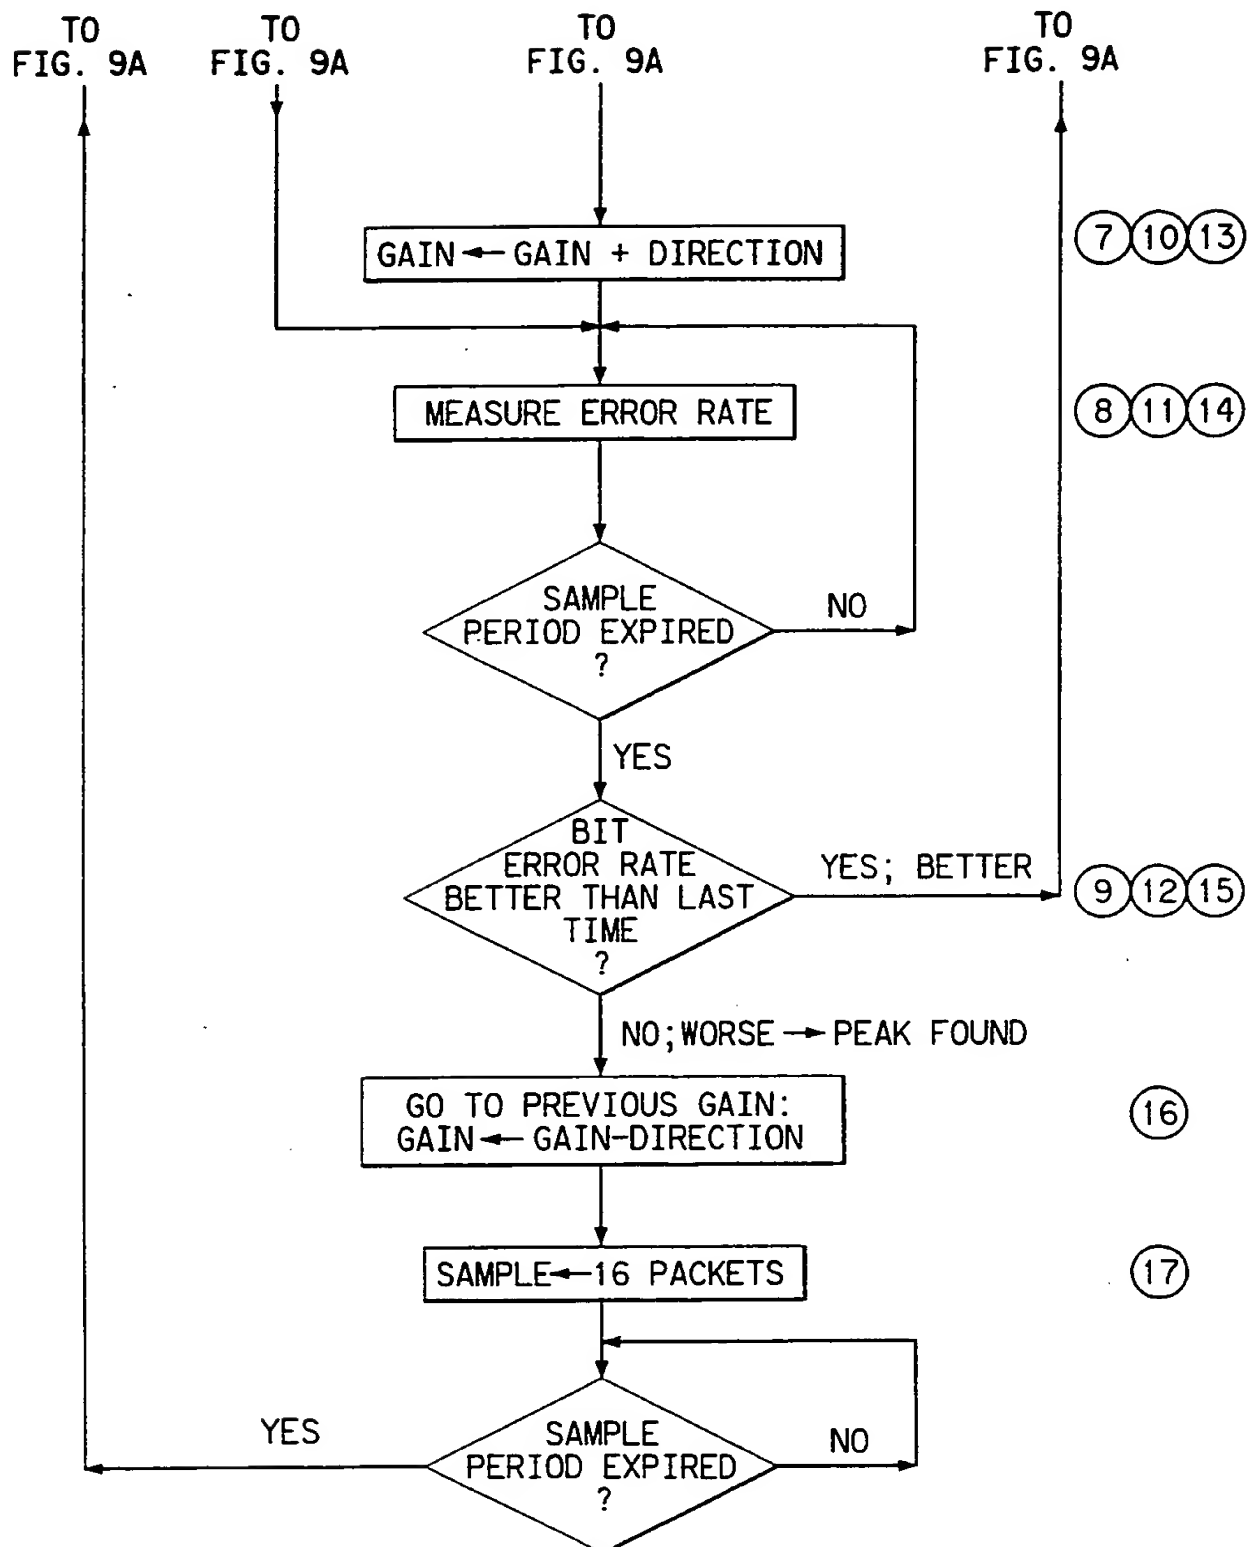 TO
FIG. 9A
TO
FIG. 9A
TO
FIG. 9A
TO
FIG. 9A
GAIN ← GAIN + DIRECTION
7 10 13
MEASURE ERROR RATE
8 11 14
SAMPLE
PERIOD EXPIRED
?
NO
YES
BIT
ERROR RATE
BETTER THAN LAST
TIME
?
YES; BETTER
9 12 15
NO;WORSE → PEAK FOUND
GO TO PREVIOUS GAIN:
GAIN ← GAIN-DIRECTION
16
SAMPLE←16 PACKETS
17
SAMPLE
PERIOD EXPIRED
?
YES
NO